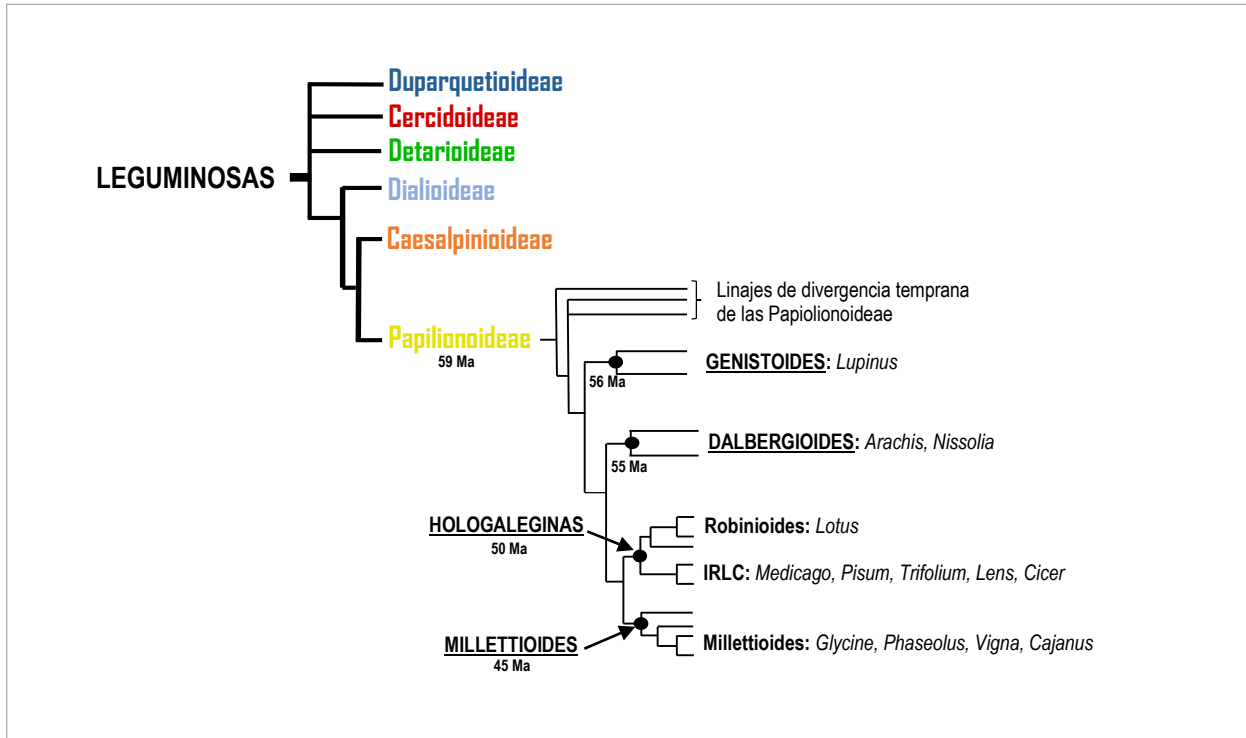 Duparquetioideae
Cercidoideae
Detarioideae
LEGUMINOSAS
Dialioideae
Caesalpinioideae
Linajes de divergencia temprana
de las Papiolionoideae
Papilionoideae
59 Ma
GENISTOIDES: Lupinus
56 Ma
DALBERGIOIDES: Arachis, Nissolia
55 Ma
HOLOGALEGINAS
50 Ma
Robinioides: Lotus
IRLC: Medicago, Pisum, Trifolium, Lens, Cicer
MILLETTIOIDES
45 Ma
Millettioides: Glycine, Phaseolus, Vigna, Cajanus